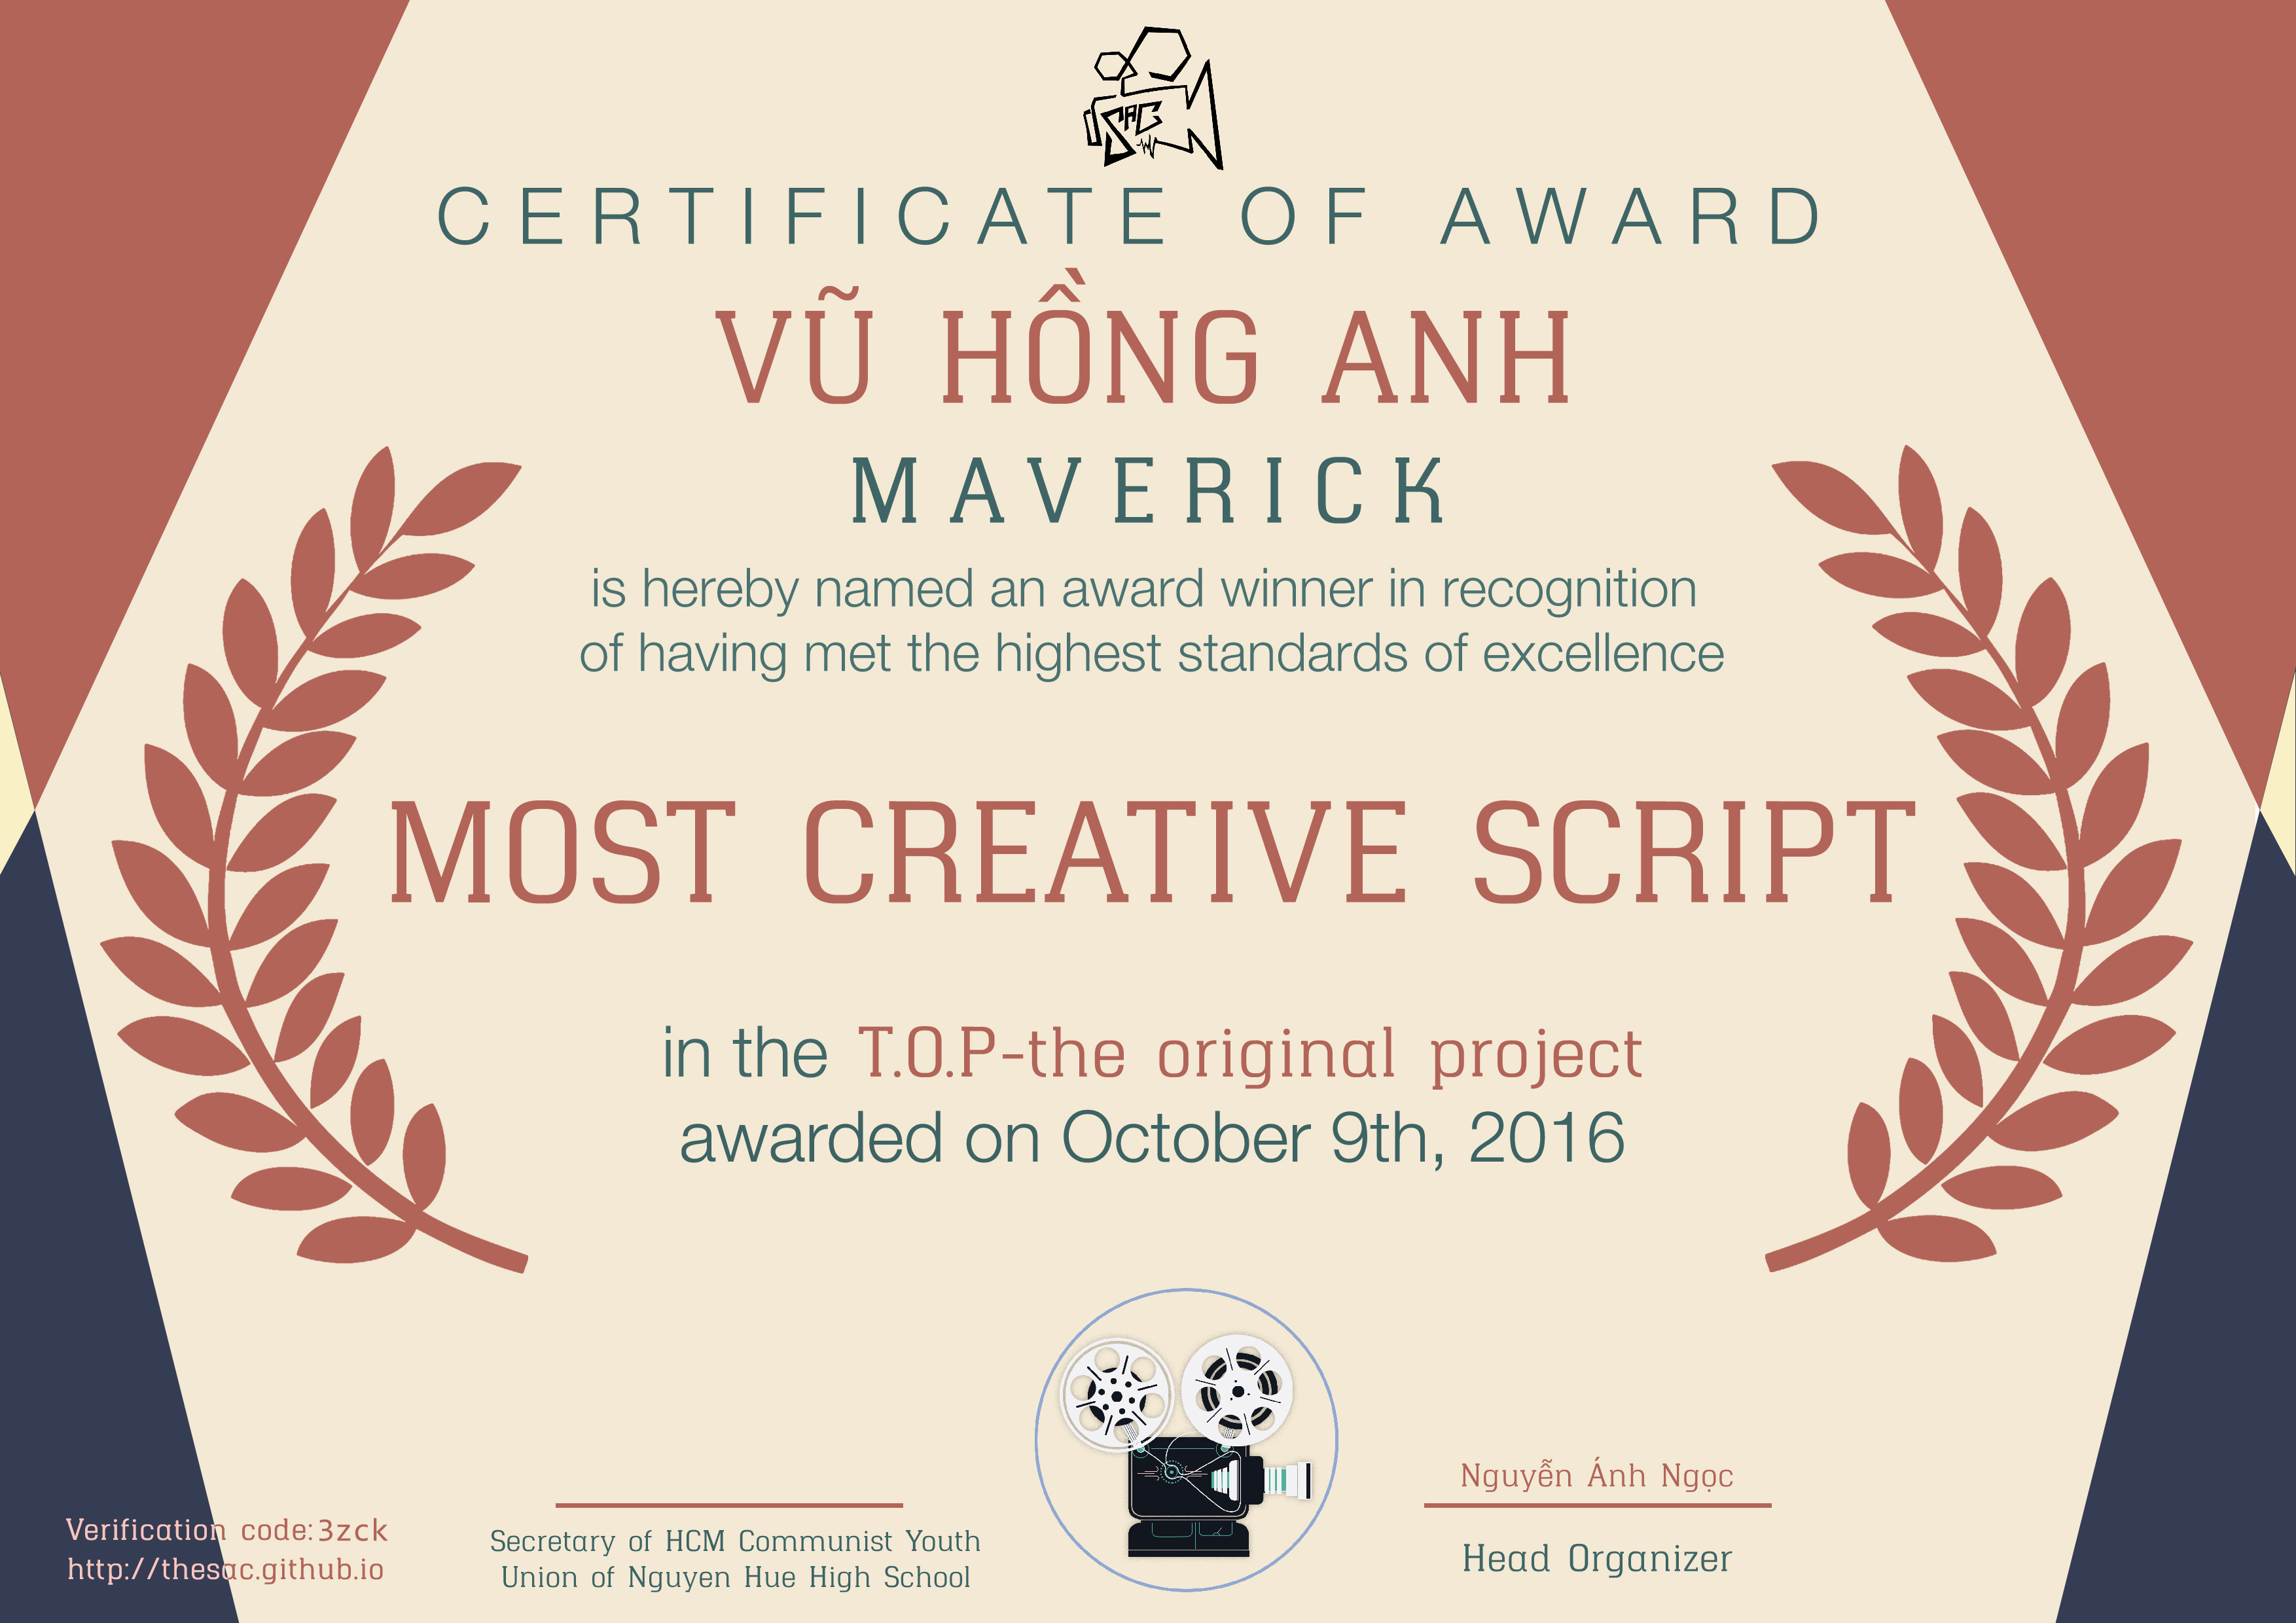 SAC
CERTIFICATE OF AWARD
VŨ HỒNG ANH
MAVERICK
is hereby named an award winner in recognition
of having met the highest standards of excellence
MOST CREATIVE SCRIPT
in the T.O.P-the original project
awarded on October 9th, 2016
Nguyễn Ánh Ngọc
Verification code:3zck
http://thesac.github.io
Secretary of HCM Communist Youth
Union of Nguyen Hue High School
Head Organizer